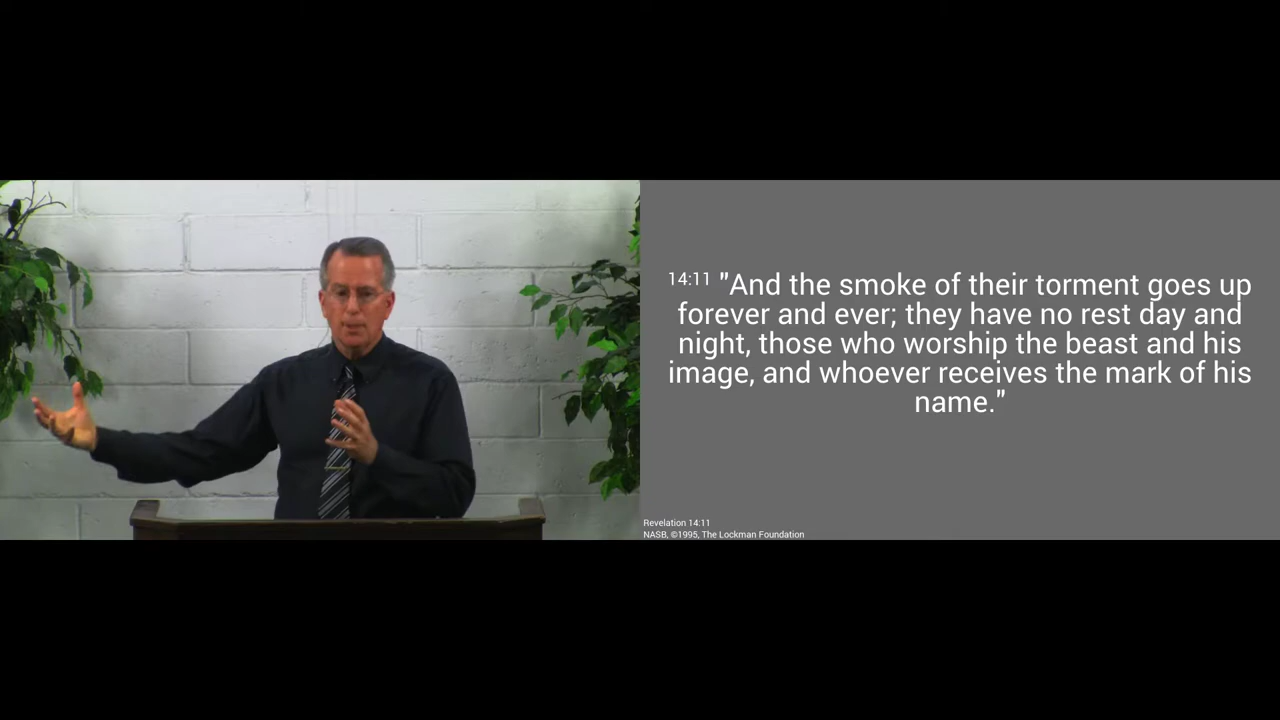 14:11 "And the smoke of their torment goes up
forever and ever; they have no rest day and
night, those who worship the beast and his
image, and whoever receives the mark of his
name."
Revelation 14:11
NASB, ©1995, The Lockman Foundation